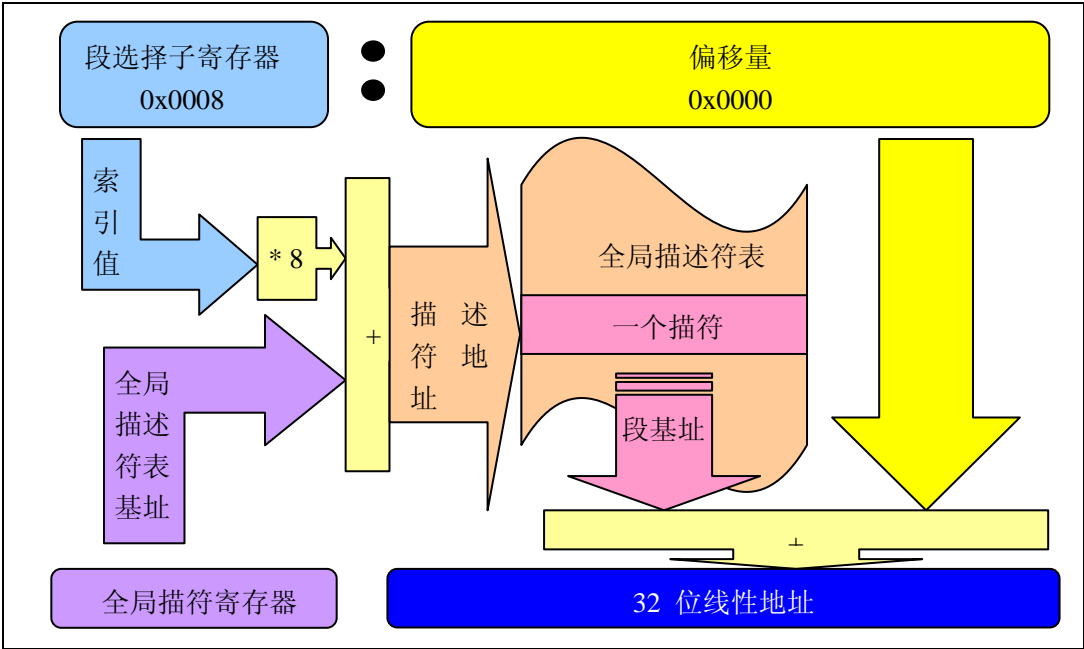 段选择子寄存器
0x0008
偏移量
0x0000
索
引
值
* 8
+
全局
描述
符表
基址
描 述
符 地
址
全局描述符表
一个描符
段基址
+
全局描符寄存器
32 位线性地址